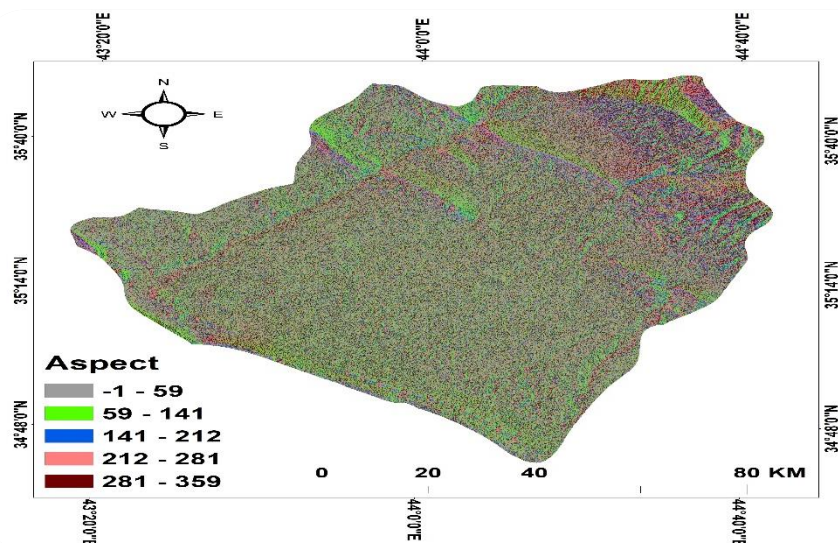 43°20'0"E 44°0'0"E 44°40'0"E
N
W E
S
35°40'0"N 35°40'0"N
35°14'0"N 35°14'0"N
34°48'0"N 34°48'0"N
Aspect
-1 - 59
59 - 141
141 - 212
212 - 281
281 - 359
0 20 40 80 KM
43°20'0"E 44°0'0"E 44°40'0"E